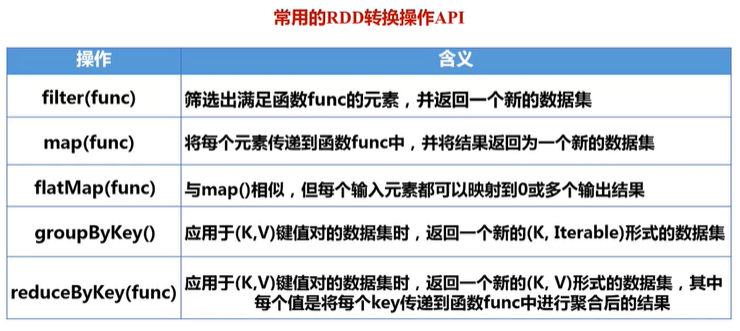 常用的RDD转换操作API
操作 含义
filter(func) 筛选出满足函数func的元素，并返回一个新的数据集
map(func) 将每个元素传递到函数func中，并将结果返回为一个新的数据集
flatMap(func) 与map()相似，但每个输入元素都可以映射到0或多个输出结果
groupByKey() 应用于(K,V)键值对的数据集时，返回一个新的(K, Iterable)形式的数据集
reduceByKey(func) 应用于(K,V)键值对的数据集时，返回一个新的(K, V)形式的数据集，其中
每个值是将每个key传递到函数func中进行聚合后的结果